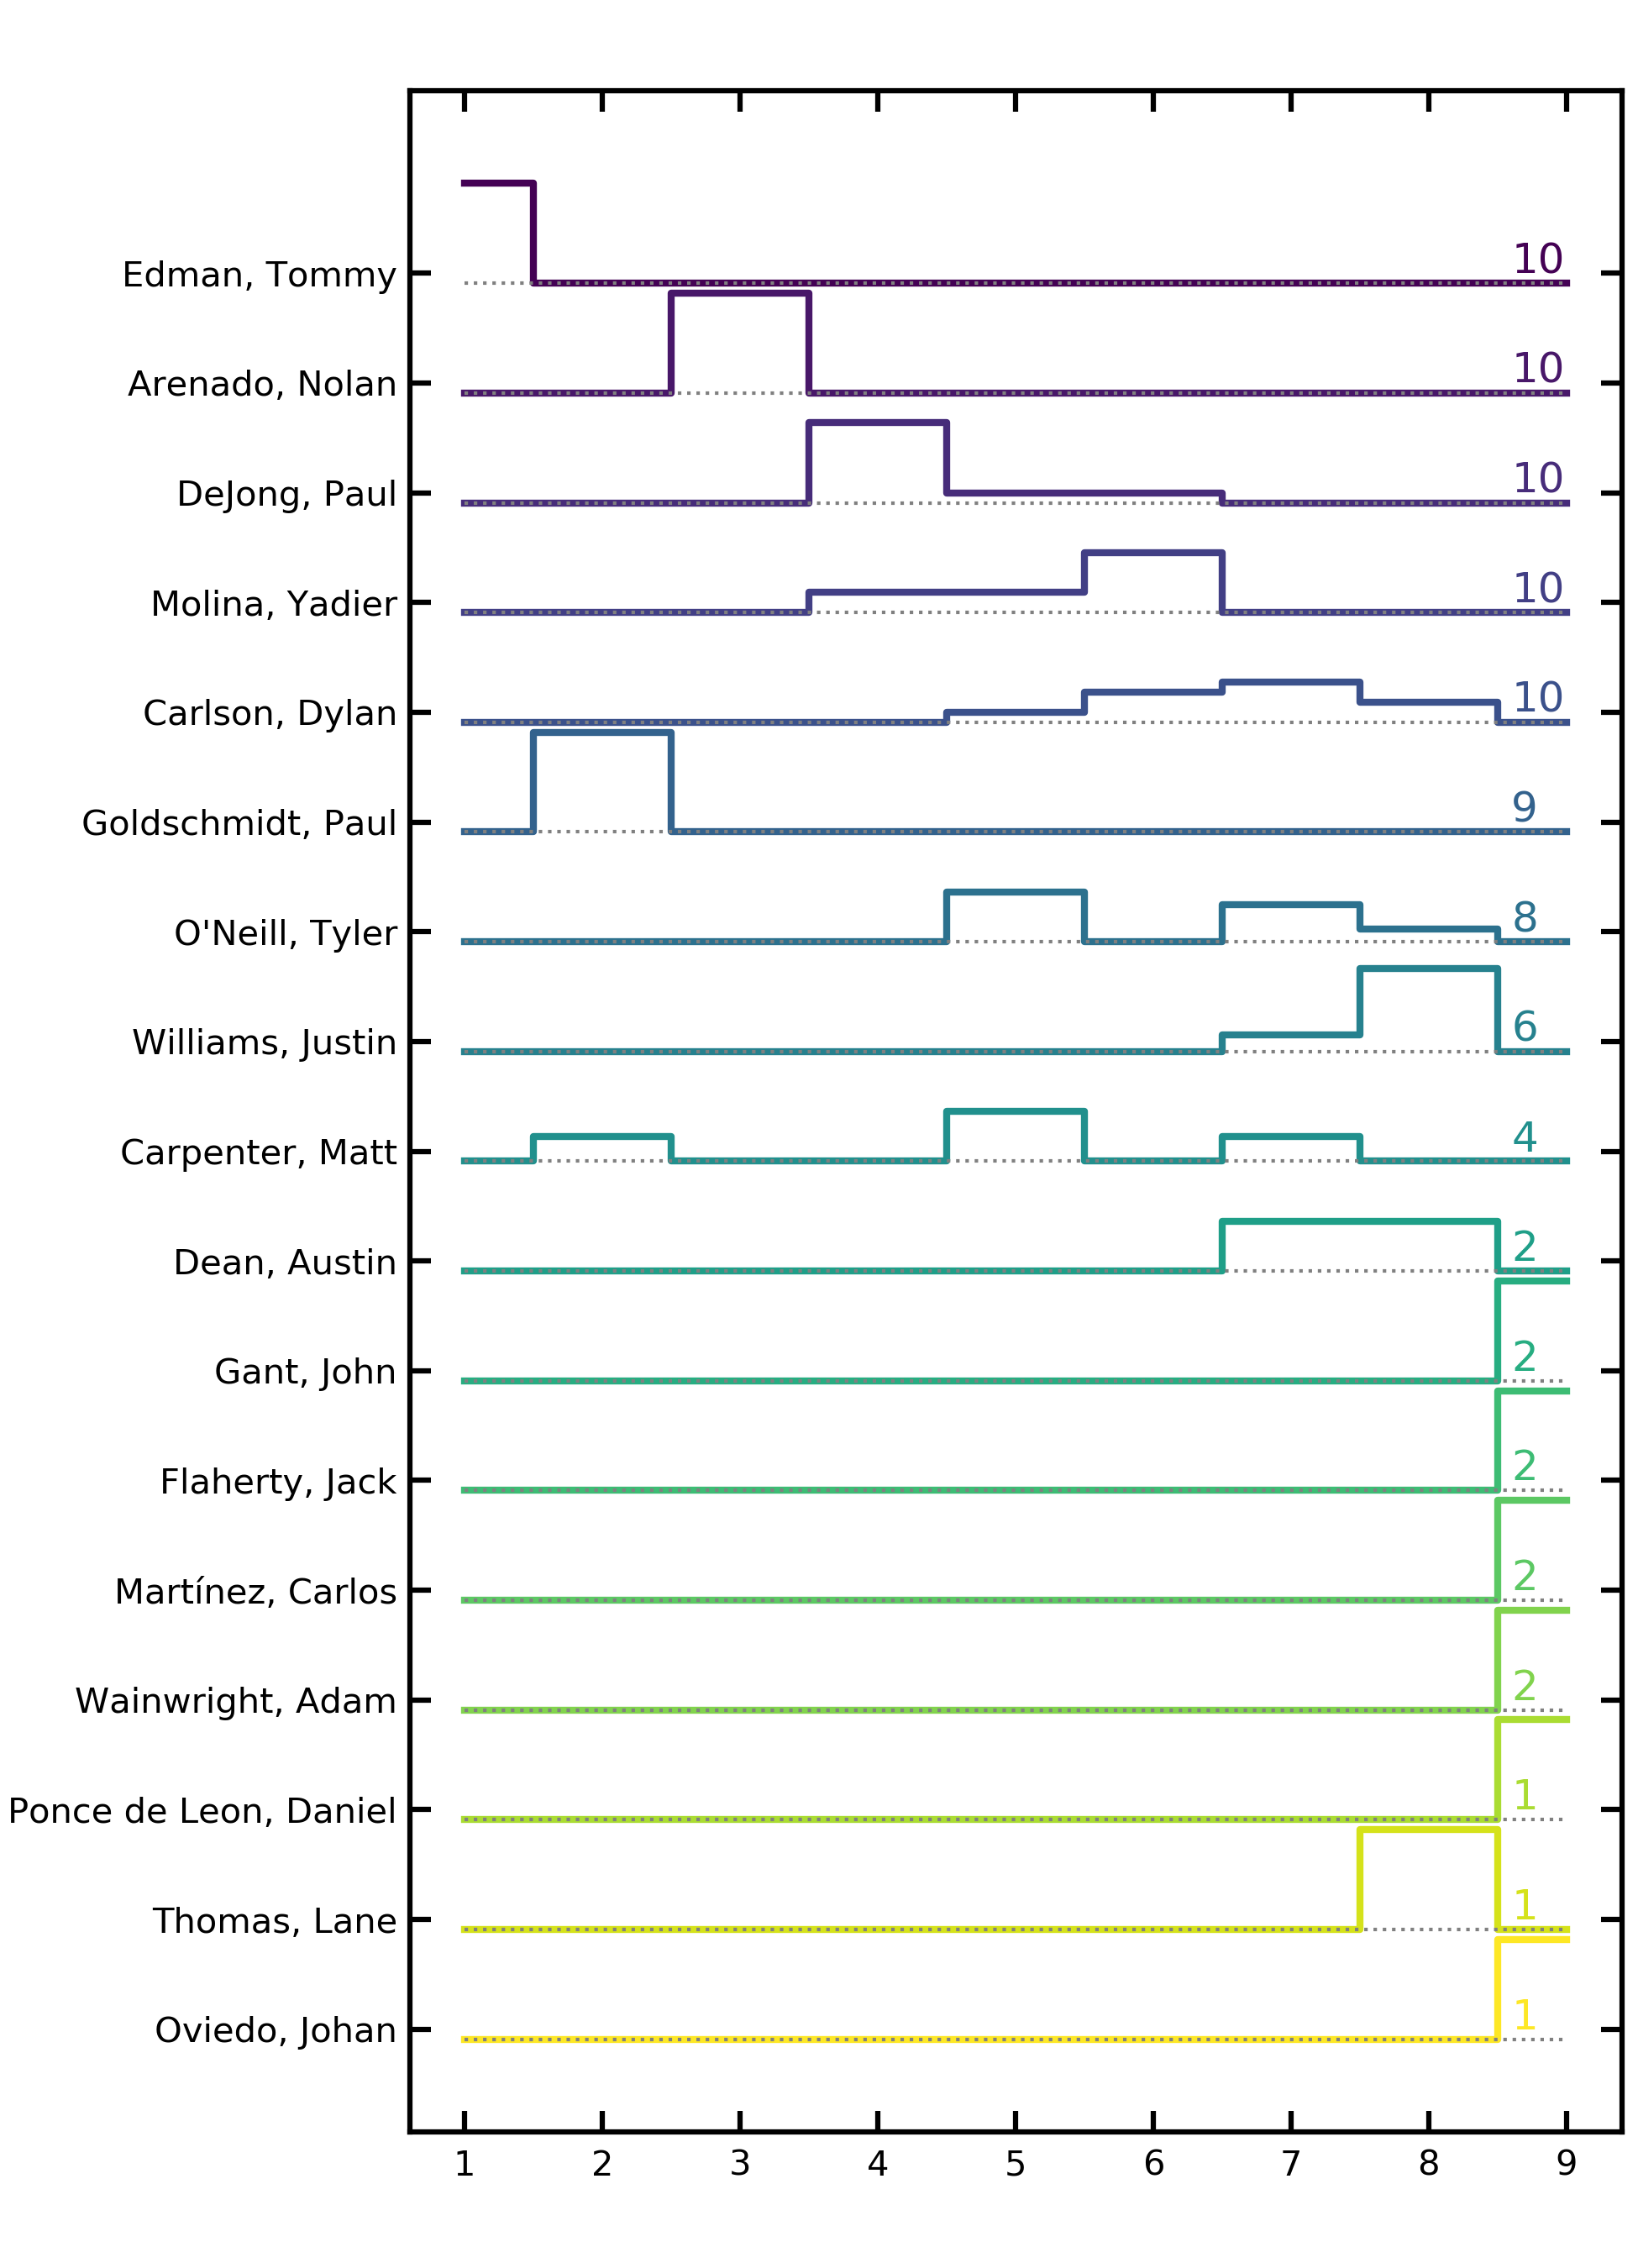 Edman, Tommy 10
Arenado, Nolan 10
DeJong, Paul 10
Molina, Yadier 10
Carlson, Dylan 10
Goldschmidt, Paul 9
O'Neill, Tyler 8
Williams, Justin 6
Carpenter, Matt 4
Dean, Austin 2
Gant, John 2
Flaherty, Jack 2
Martínez, Carlos 2
Wainwright, Adam 2
Ponce de Leon, Daniel 1
Thomas, Lane 1
Oviedo, Johan 1
1 2 3 4 5 6 7 8 9